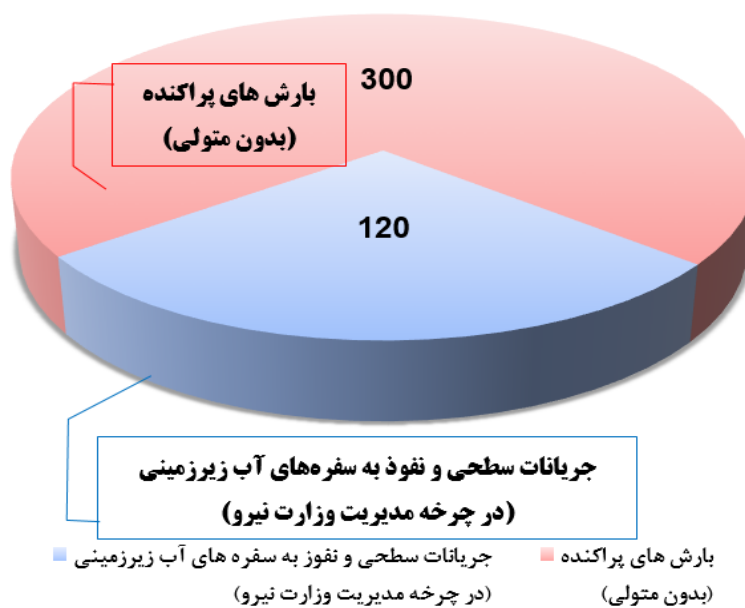 300
بارش های پراکنده
(بدون متولی)
120
جریانات سطحی و نفوذ به سفره‌های آب زیرزمینی
(در چرخه مدیریت وزارت نیرو)
بارش های پراکنده
(بدون متولی)
جریانات سطحی و نفوز به سفره های آب زیرزمینی
(در چرخه مدیریت وزارت نیرو)